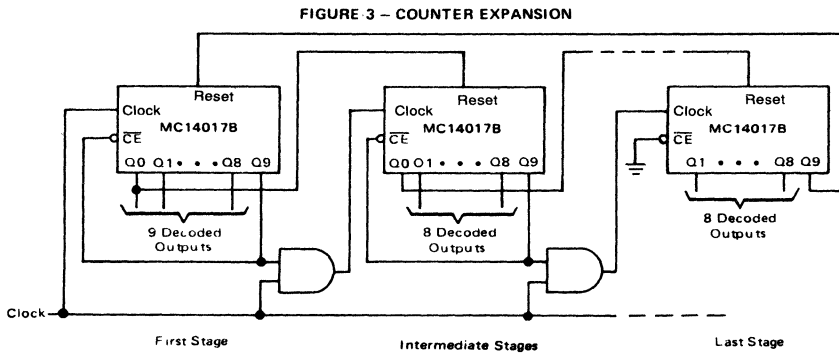 FIGURE 3 – COUNTER EXPANSION
Reset
Clock
MC14017B
CE
Q0 Q1 • • • Q8 Q9
9 Decoded
Outputs
Reset
Clock
MC14017B
CE
Q0 Q1 • • • Q8 Q9
8 Decoded
Outputs
Reset
Clock
MC14017B
CE
Q1 • • • Q8 Q9
8 Decoded
Outputs
Clock
First Stage
Intermediate Stages
Last Stage